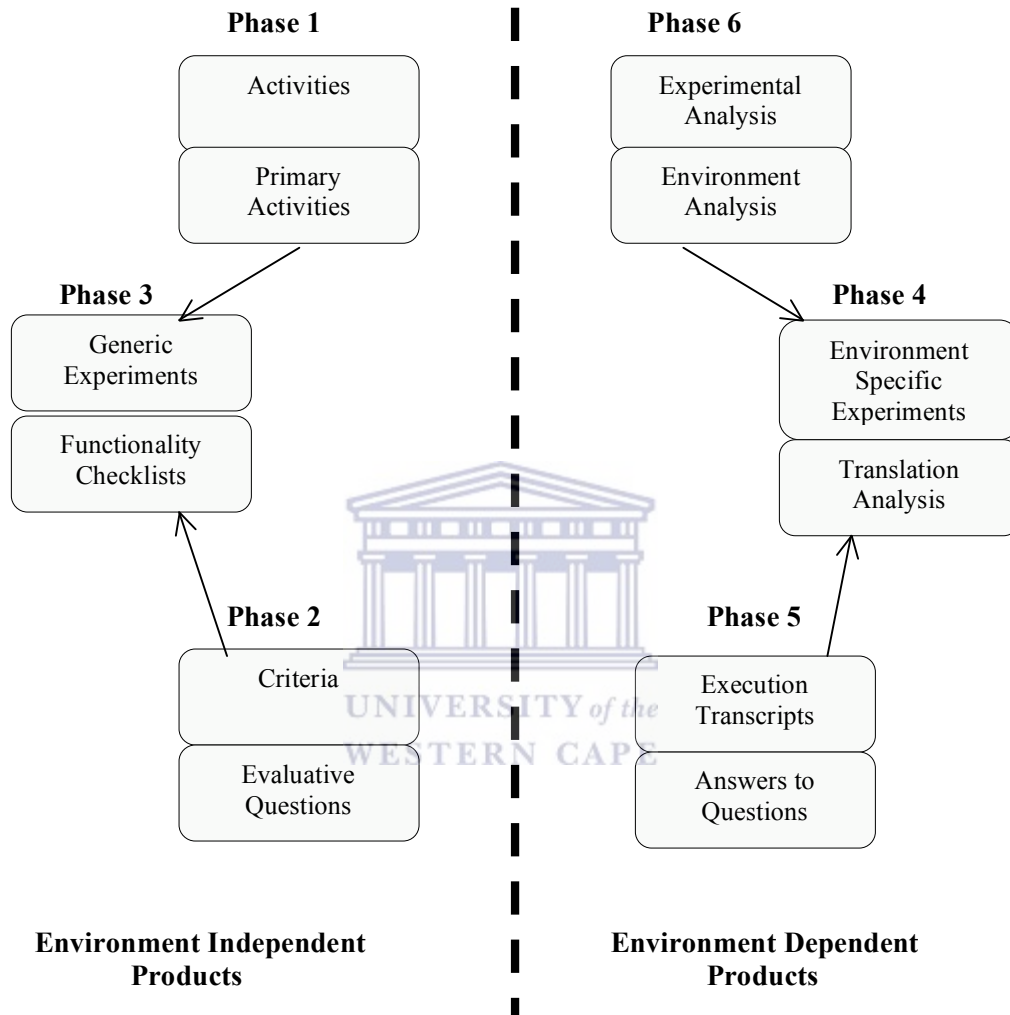 Phase 1
Activities
Primary
Activities
Phase 3
Generic
Experiments
Functionality
Checklists
Phase 2
Criteria
Evaluative
Questions
Environment Independent
Products
Phase 6
Experimental
Analysis
Environment
Analysis
Phase 4
Environment
Specific
Experiments
Translation
Analysis
Phase 5
Execution
Transcripts
Answers to
Questions
Environment Dependent
Products
UNIVERSITY of the
WESTERN CAPE